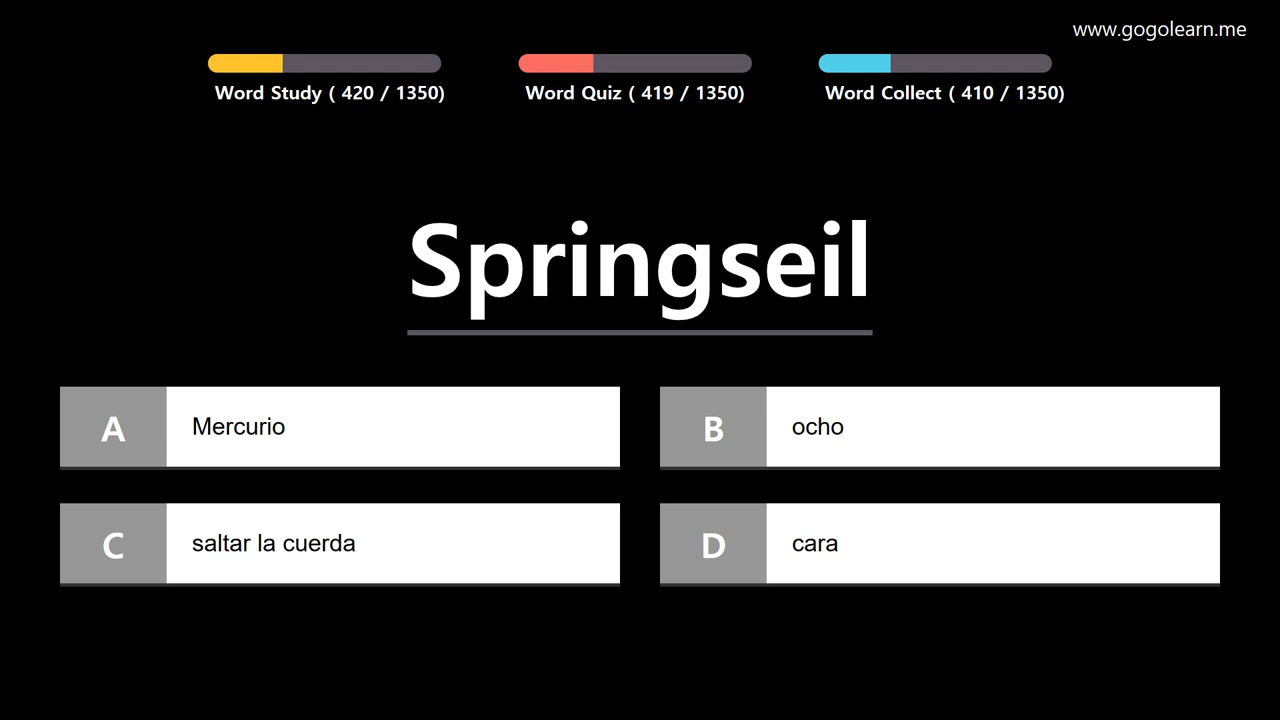 www.gogolearn.me
Word Study ( 420 / 1350)
Word Quiz ( 419 / 1350)
Word Collect ( 410 / 1350)
Springseil
A
Mercurio
B
ocho
C
saltar la cuerda
D
cara